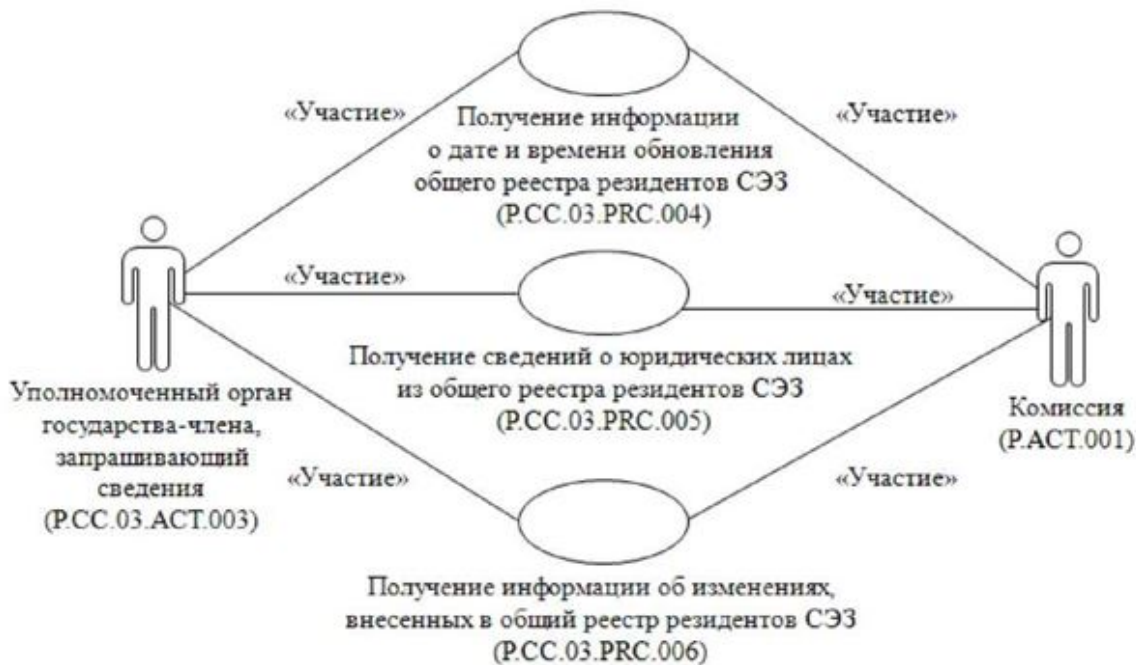 «Участие»
«Участие»
Получение информации
о дате и времени обновления
общего реестра резидентов СЭЗ
(P.CC.03.PRC.004)
«Участие»
«Участие»
Получение сведений о юридических лицах
из общего реестра резидентов СЭЗ
(P.CC.03.PRC.005)
Уполномоченный орган
государства-члена,
запрашивающий
сведения
(P.CC.03.ACT.003)
Комиссия
(P.ACT.001)
«Участие»
«Участие»
Получение информации об изменениях,
внесенных в общий реестр резидентов СЭЗ
(P.CC.03.PRC.006)